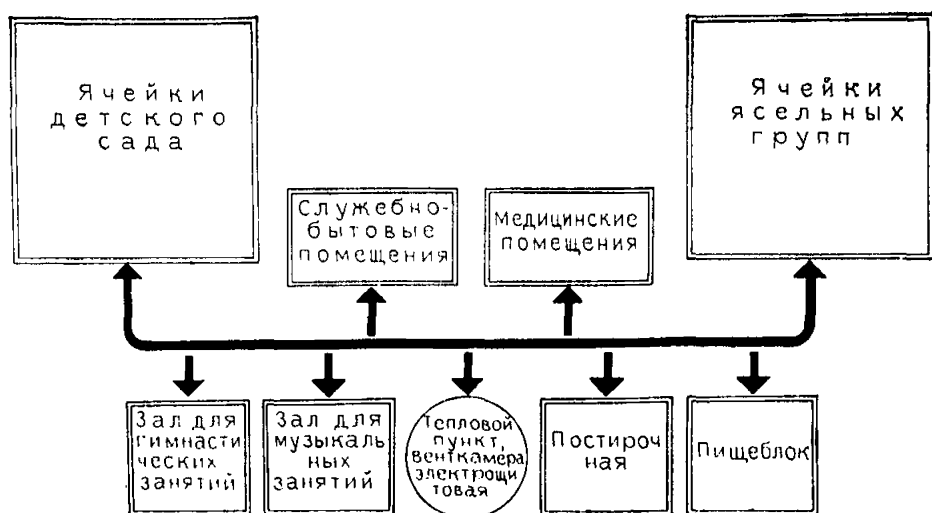 Ячейки
детского
сада
Ячейки
ясельных
групп
Служебно-
бытовые
помещения
Медицинские
помещения
Зал для
гимнасти
ческих
занятий
Зал для
музыкаль
ных
занятий
Тепловой
пункт,
венткамера
электрощи
товая
Постироч
ная
Пищеблок